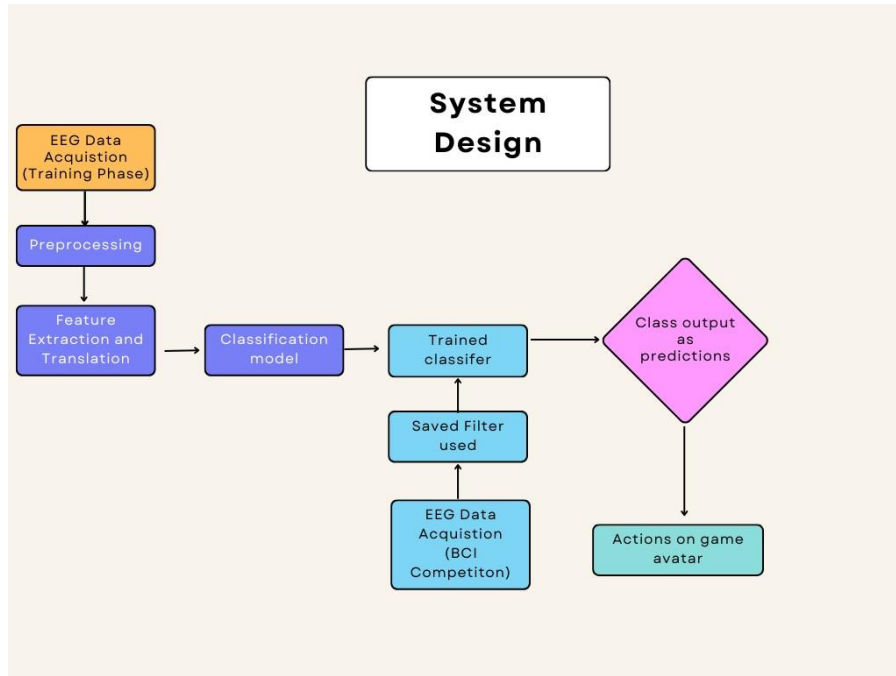 System
Design
EEG Data
Acquistion
(Training Phase)
Preprocessing
Feature
Extraction and
Translation
Classification
model
Trained
classifer
Saved Filter
used
EEG Data
Acquistion
(BCI
Competiton)
Class output
as
predictions
Actions on game
avatar